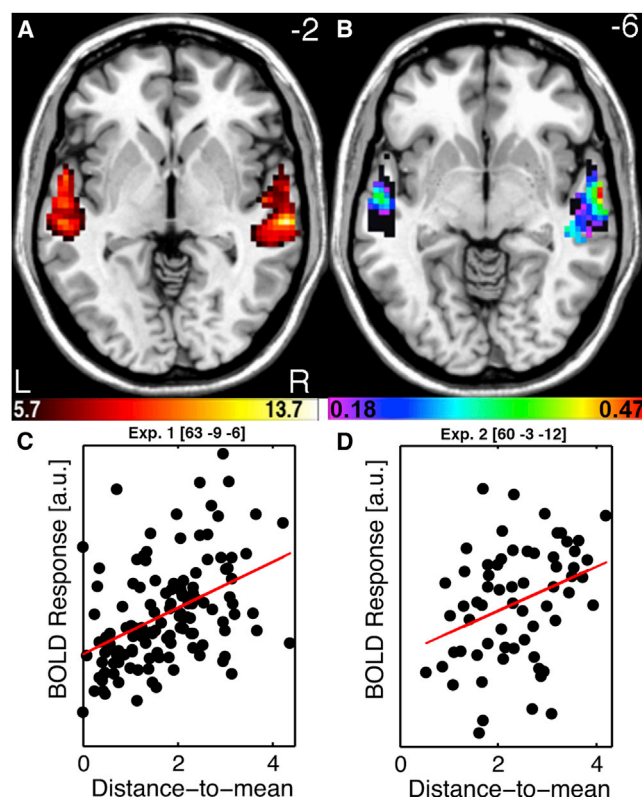 A -2 B -6
L R
5.7 13.7 0.18 0.47
C Exp. 1 [63 -9 -6] D Exp. 2 [60 -3 -12]
BOLD Response [a.u.] BOLD Response [a.u.]
0 2 4 0 2 4
Distance-to-mean Distance-to-mean